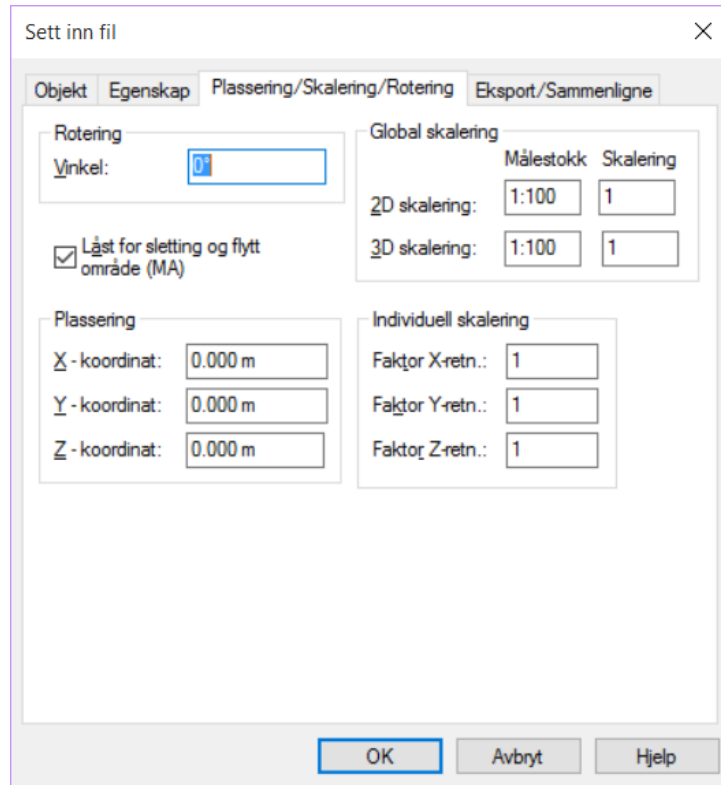 Sett inn fil
Objekt Egenskap Plassering/Skalering/Rotering Eksport/Sammenligne
Rotering
Vinkel: 0°
Låst for sletting og flytt
område (MA)
Global skalering
Målestokk Skalering
2D skalering: 1:100 1
3D skalering: 1:100 1
Plassering
X - koordinat: 0.000 m
Y - koordinat: 0.000 m
Z - koordinat: 0.000 m
Individuell skalering
Faktor X-retn.: 1
Faktor Y-retn.: 1
Faktor Z-retn.: 1
OK Avbryt Hjelp